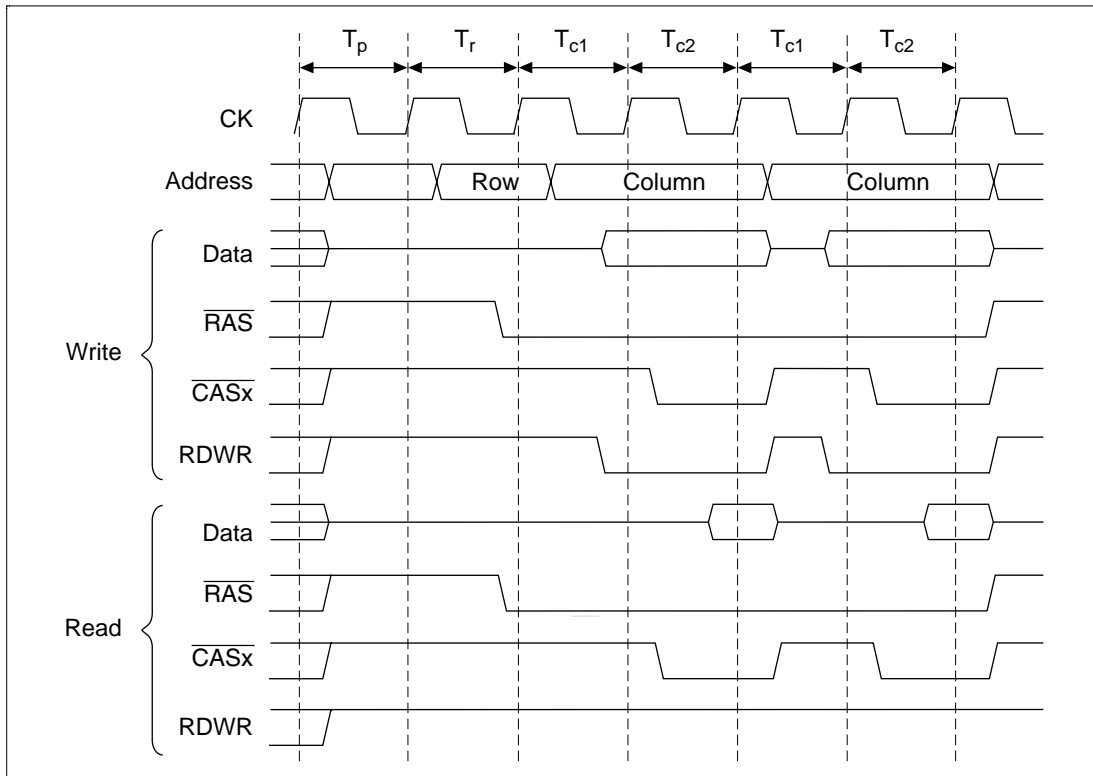 Tp Tr Tc1 Tc2 Tc1 Tc2
CK
Address Row Column Column
Write
Data
RAS
CASx
RDWR
Read
Data
RAS
CASx
RDWR